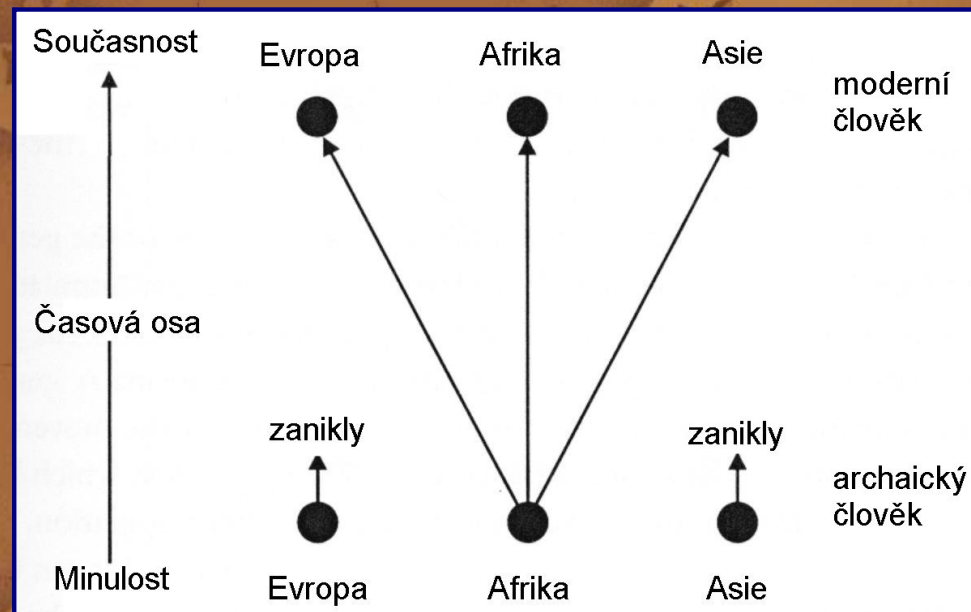 Současnost
Evropa Afrika Asie
moderní
člověk
Časová osa
zanikly zanikly
archaický
člověk
Minulost
Evropa Afrika Asie